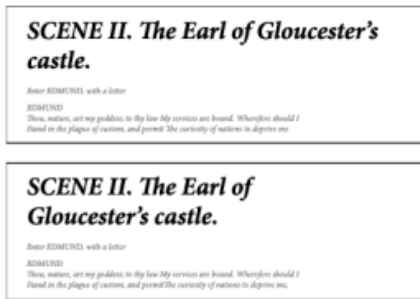 SCENE II. The Earl of Gloucester's
castle.
Enter EDMUND, with a letter
EDMUND
Thou, nature, art my goddess; to thy law My services are bound. Wherefore should I
Stand in the plague of custom, and permit The curiosity of nations to deprive me
SCENE II. The Earl of
Gloucester's castle.
Enter EDMUND, with a letter
EDMUND
Thou, nature, art my goddess; to thy law My services are bound. Wherefore should I
Stand in the plague of custom, and permitThe curiosity of nations to deprive me,